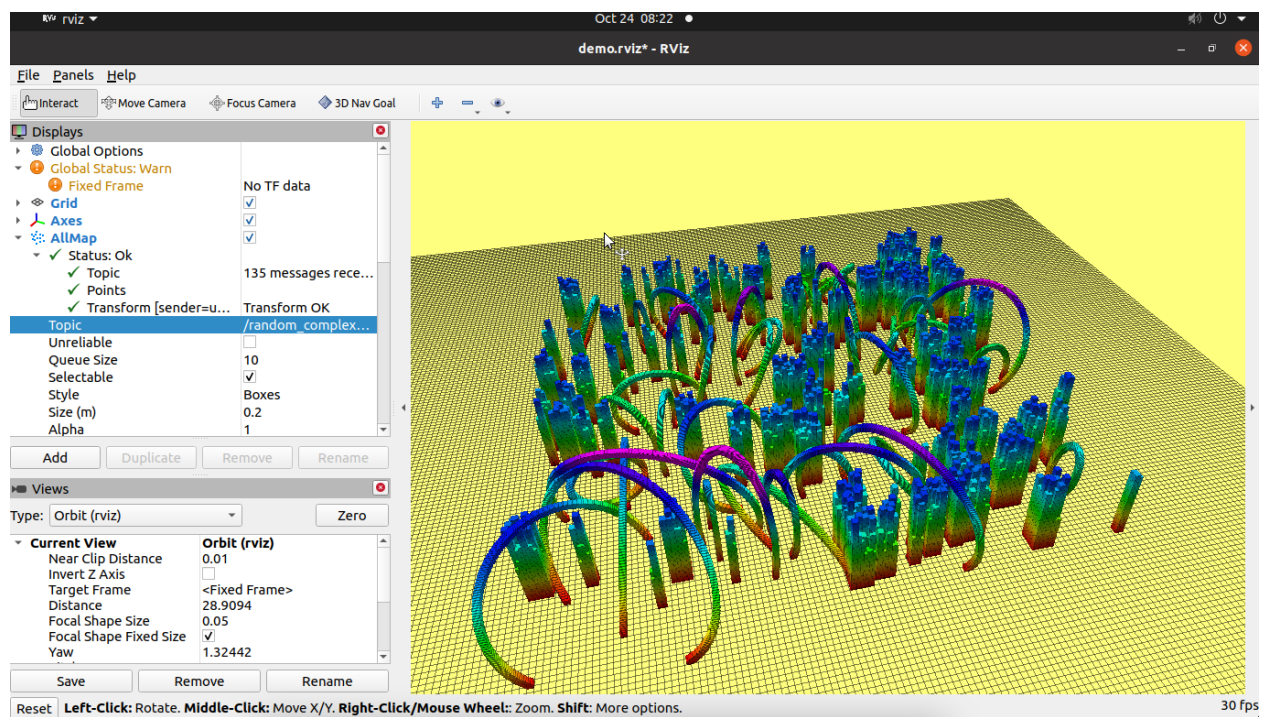 RViz rviz
Oct 24 08:22
demo.rviz* - RViz
File Panels Help
Interact Move Camera Focus Camera 3D Nav Goal
Displays
Global Options
Global Status: Warn
Fixed Frame No TF data
Grid
Axes
AllMap
Status: Ok
Topic 135 messages rece...
Points
Transform [sender=u... Transform OK
Topic /random_complex...
Unreliable
Queue Size 10
Selectable
Style Boxes
Size (m) 0.2
Alpha 1
Add Duplicate Remove Rename
Views
Type: Orbit (rviz) Zero
Current View Orbit (rviz)
Near Clip Distance 0.01
Invert Z Axis
Target Frame <Fixed Frame>
Distance 28.9094
Focal Shape Size 0.05
Focal Shape Fixed Size
Yaw 1.32442
Save Remove Rename
Reset Left-Click: Rotate. Middle-Click: Move X/Y. Right-Click/Mouse Wheel:: Zoom. Shift: More options. 30 fps